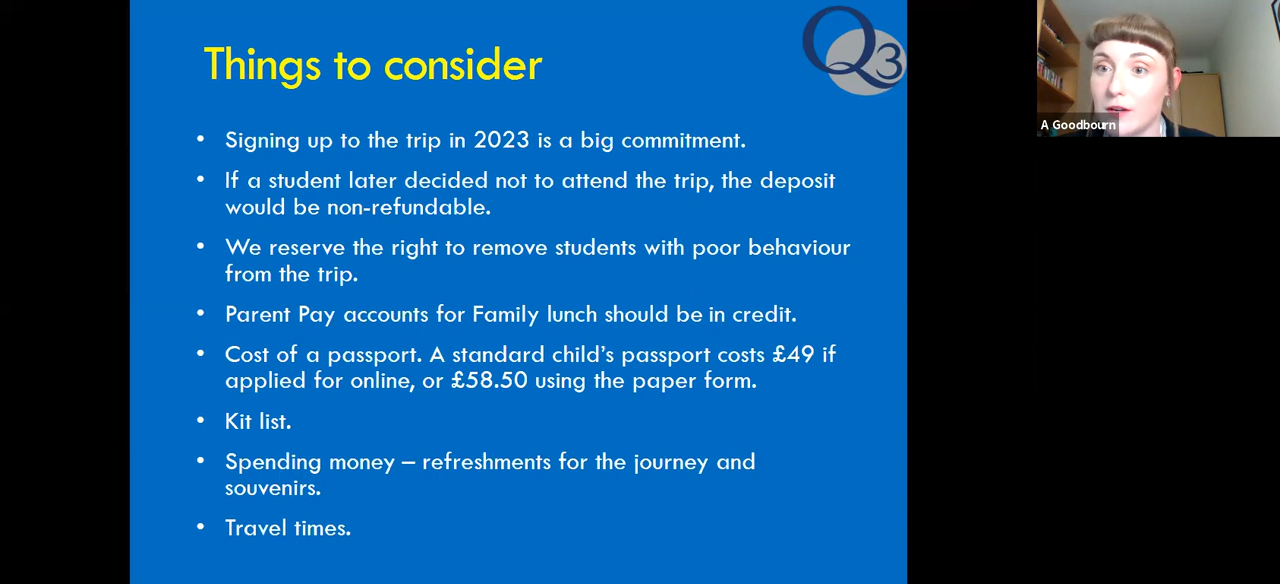 Things to consider
Q3
A Goodbourn
• Signing up to the trip in 2023 is a big commitment.
• If a student later decided not to attend the trip, the deposit
would be non-refundable.
• We reserve the right to remove students with poor behaviour
from the trip.
• Parent Pay accounts for Family lunch should be in credit.
• Cost of a passport. A standard child’s passport costs £49 if
applied for online, or £58.50 using the paper form.
• Kit list.
• Spending money – refreshments for the journey and
souvenirs.
• Travel times.